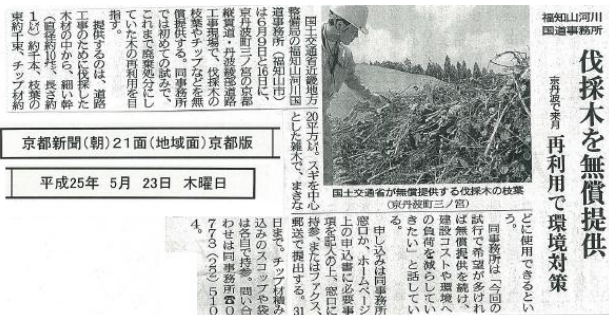 福知山河川
国道事務所
伐採木を無償提供
京丹波で来月 再利用で環境対策
国土交通省が無償提供する伐採木の枝葉
(京丹波町三ノ宮)
国土交通省近畿地方
整備局の福知山河川国
道事務所(福知山市)
は6月8日と16日に、
京丹波町三ノ宮の京都
縦貫道・丹波綾部道路
工事現場で、伐採木の
枝葉やチップなどを無
償提供する。同事務所
では初めての試みで、
これまで廃棄処分にし
ていた木の再利用を目
指す。
提供するのは、道路
工事のために伐採した
木材の中から、細い幹
(直径約10㌢、長さ約
1㍍)約千本、枝葉の
束約千束、チップ材約
20平方㍍。スギを中心
とした雑木で、まきな
どに使用できるとい
う。
同事務所は「今回の
試行で希望が多けれ
ば無償提供を続け、
建設コストや環境へ
の負荷を減らしてい
きたい」と話してい
る。
申し込みは同事務所
窓口か、ホームページ
上の申込書に必要事
項を記入の上、窓口に
持参、またはファクス、
郵送で提出する。31
日まで。チップ材積み
込みのスコップや袋
は各自で持参。問い合
わせは同事務所☎0
773(22)510
4。
京都新聞(朝)21面(地域面)京都版
平成25年 5月 23日 木曜日